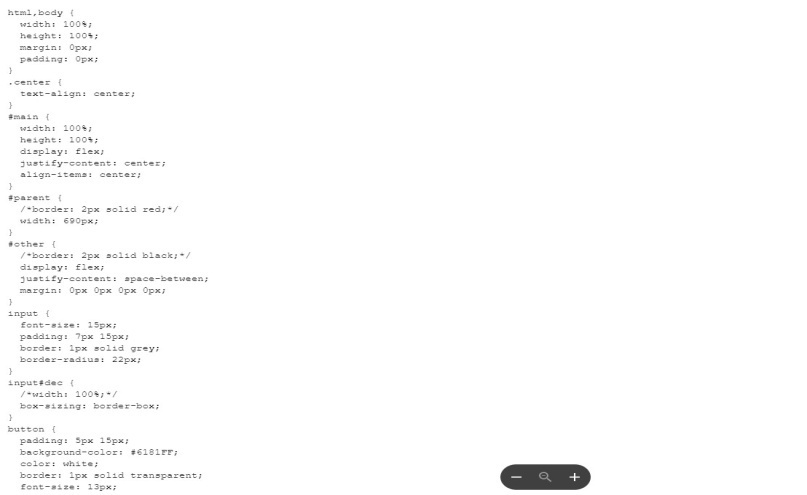 html,body {
  width: 100%;
  height: 100%;
  margin: 0px;
  padding: 0px;
}
.center {
  text-align: center;
}
#main {
  width: 100%;
  height: 100%;
  display: flex;
  justify-content: center;
  align-items: center;
}
#parent {
  /*border: 2px solid red;*/
  width: 690px;
}
#other {
  /*border: 2px solid black;*/
  display: flex;
  justify-content: space-between;
  margin: 0px 0px 0px 0px;
}
input {
  font-size: 15px;
  padding: 7px 15px;
  border: 1px solid grey;
  border-radius: 22px;
}
input#dec {
  /*width: 100%;*/
  box-sizing: border-box;
}
button {
  padding: 5px 15px;
  background-color: #6181FF;
  color: white;
  border: 1px solid transparent;
  font-size: 13px;